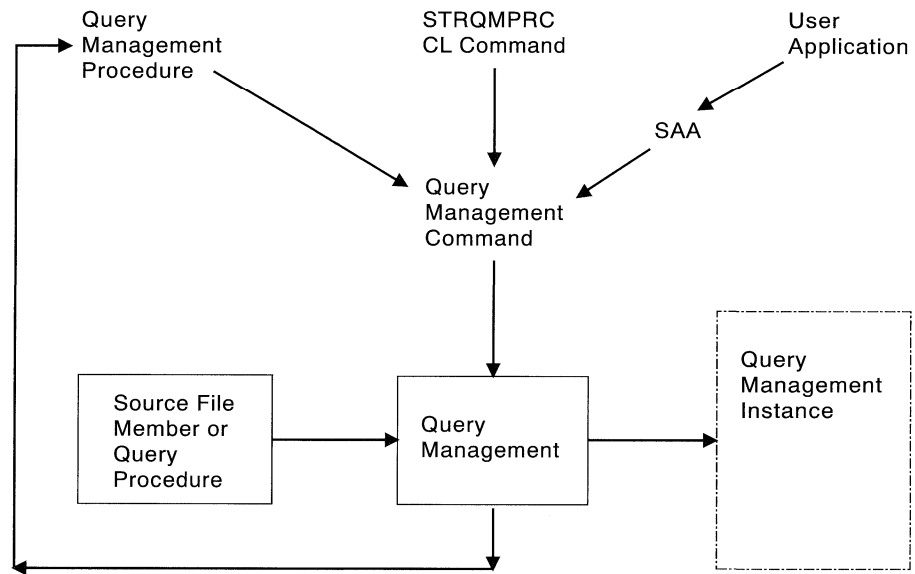 Query
Management
Procedure
STRQMPRC
CL Command
User
Application
SAA
Query
Management
Command
Source File
Member or
Query
Procedure
Query
Management
Query
Management
Instance